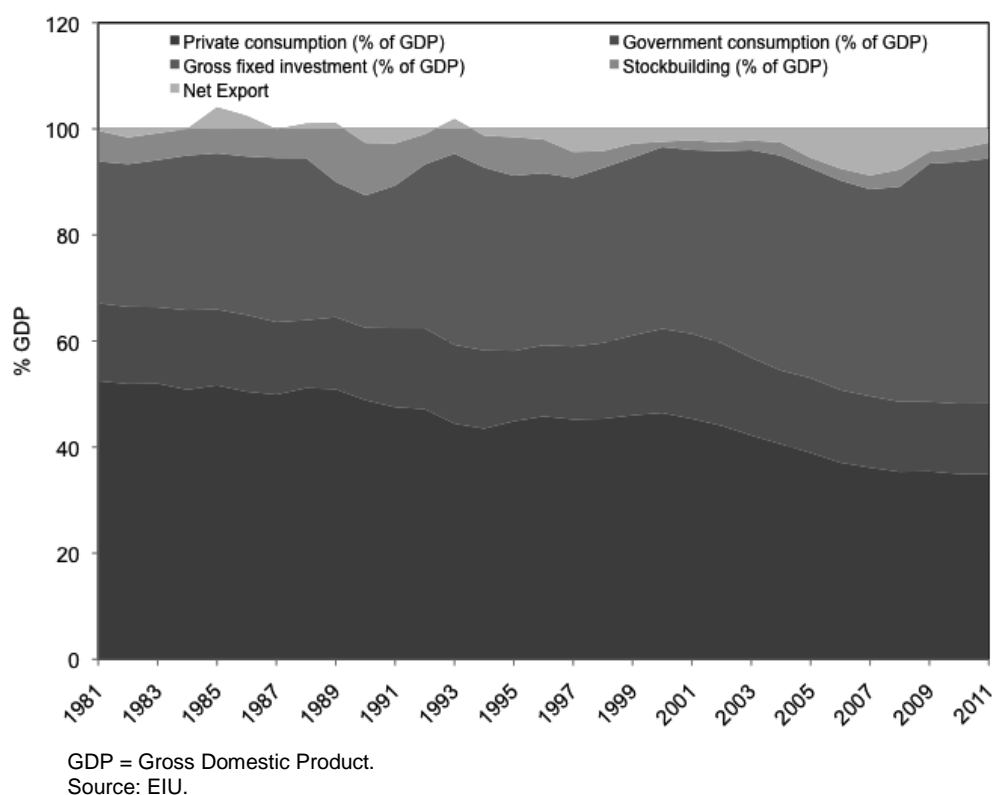 120
Private consumption (% of GDP) Government consumption (% of GDP)
Gross fixed investment (% of GDP) Stockbuilding (% of GDP)
Net Export
100
80
60
40
20
0
% GDP
1981 1983 1985 1987 1989 1991 1993 1995 1997 1999 2001 2003 2005 2007 2009 2011
GDP = Gross Domestic Product.
Source: EIU.